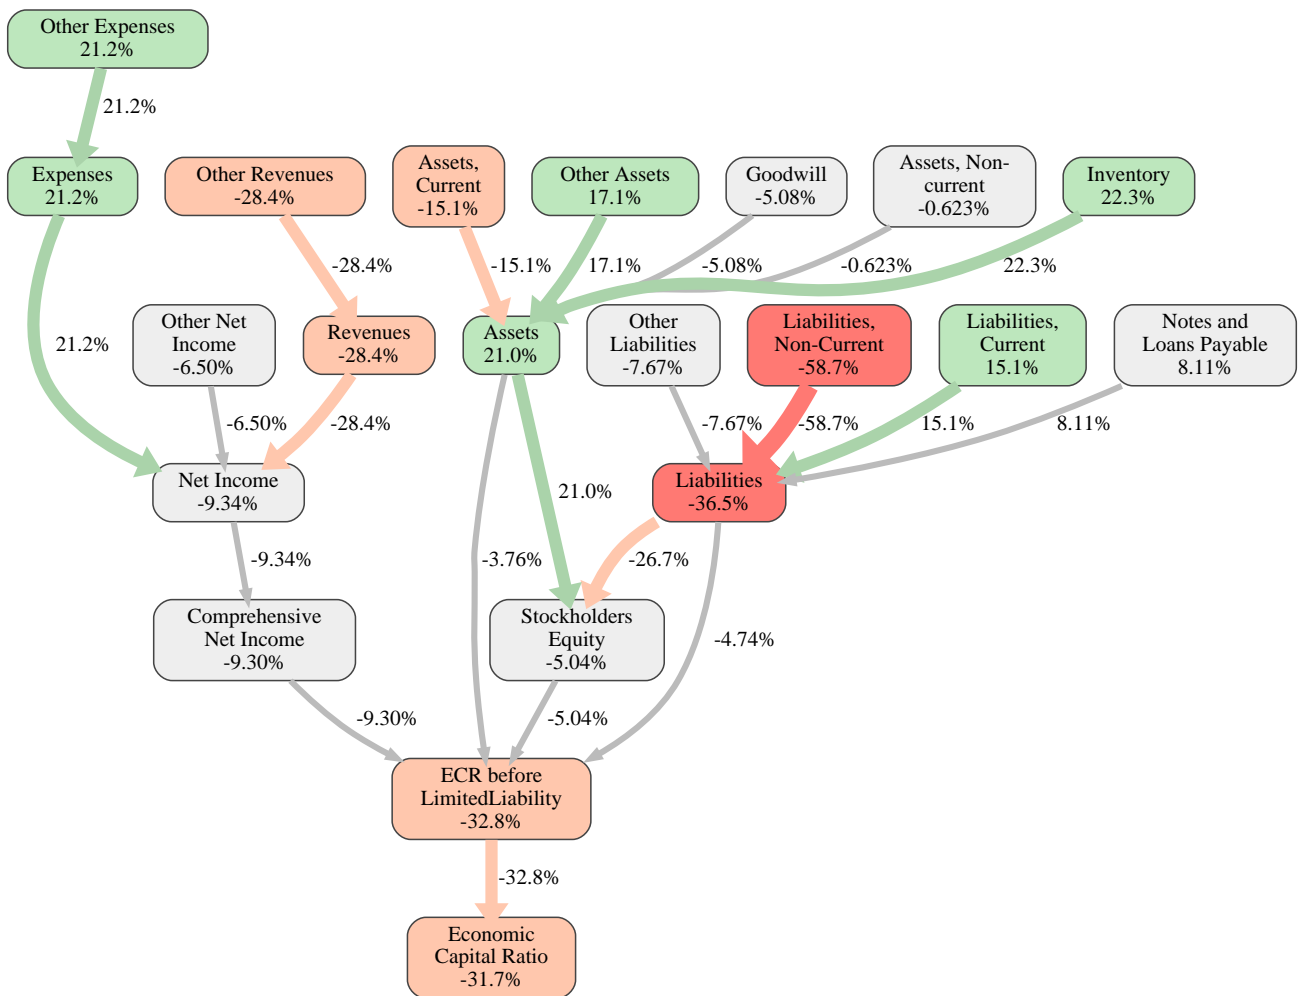 Other Expenses
21.2%
21.2%
Expenses
21.2%
Other Revenues
-28.4%
Assets,
Current
-15.1%
Other Assets
17.1%
Goodwill
-5.08%
Assets, Non-
current
-0.623%
Inventory
22.3%
-28.4%
-15.1%
17.1%
-5.08%
-0.623%
22.3%
21.2%
Other Net
Income
-6.50%
Revenues
-28.4%
Assets
21.0%
Other
Liabilities
-7.67%
Liabilities,
Non-Current
-58.7%
Liabilities,
Current
15.1%
Notes and
Loans Payable
8.11%
-6.50%
-28.4%
-7.67%
-58.7%
15.1%
8.11%
Net Income
-9.34%
21.0%
Liabilities
-36.5%
-9.34%
-3.76%
-26.7%
Comprehensive
Net Income
-9.30%
Stockholders
Equity
-5.04%
-4.74%
-9.30%
-5.04%
ECR before
LimitedLiability
-32.8%
-32.8%
Economic
Capital Ratio
-31.7%